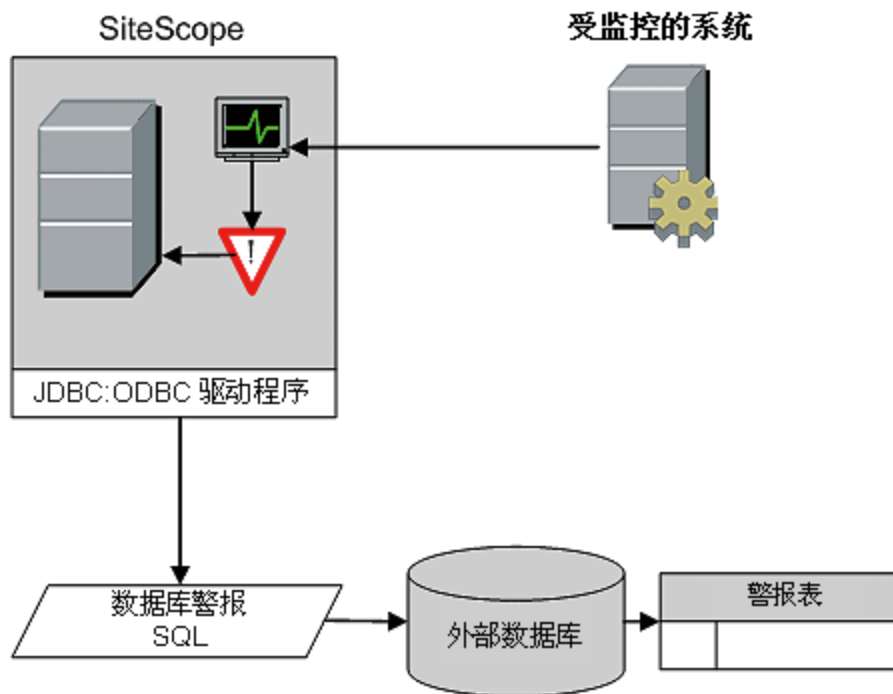 SiteScope
受监控的系统
!
JDBC:ODBC 驱动程序
数据库警报
SQL
外部数据库
警报表